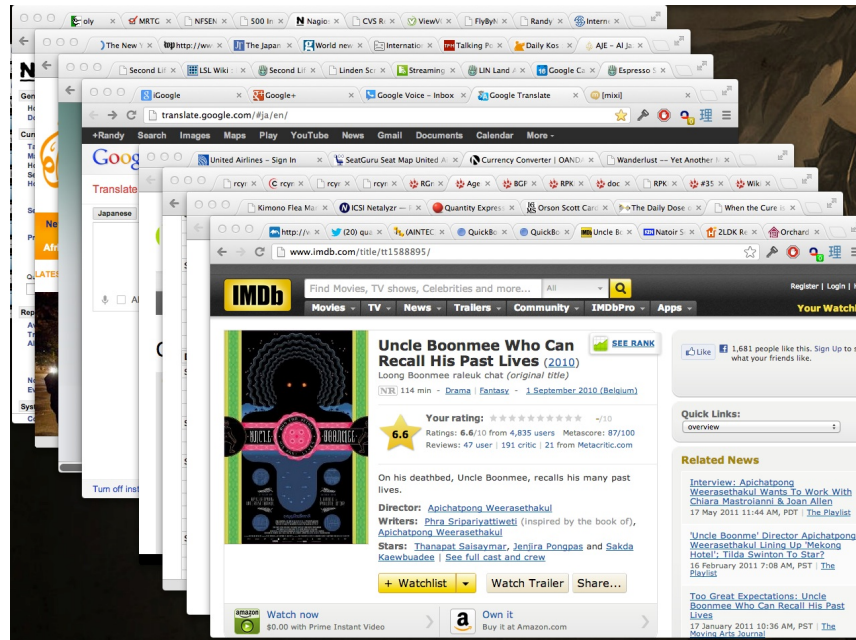 oly
MRTG
NFSEN
500 In
Nagios
CVS Re
ViewV
FlyByN
Randy
Interne
The New Y
http://ww
The Japan
World new
Internatio
Talking Po
Daily Kos
AJE - Al Ja
Second Lif
LSL Wiki :
Second Lif
Linden Scr
Streaming
LIN Land
Google Ca
Espresso S
iGoogle
Google+
Google Voice - Inbox
Google Translate
[mixi]
translate.google.com/#ja/en/
理
+Randy Search Images Maps Play YouTube News Gmail Documents Calendar More
Goog
Translate
Japanese
Turn off inst
United Airlines - Sign In
SeatGuru Seat Map United A
Currency Converter | OANDA
Wanderlust -- Yet Another
rcyr
rcyn
rcyr
rcyn
RGr
Age
BGF
RPK
doc
RPK
#35
Wiki
Kimono Flea Mar
ICSI Netalyzr —
Quantity Express
Orson Scott Card
The Daily Dose
When the Cure is
http://v
(20) qua
(AINTEC
QuickBo
QuickBo
Uncle Bo
Natoir S
2LDK Re
Orchard
www.imdb.com/title/tt1588895/
理
IMDb
Find Movies, TV shows, Celebrities and more...
All
Q
Register | Login |
Movies TV News Trailers Community IMDbPro Apps
Your Watchl
Uncle Boonmee Who Can
Recall His Past Lives (2010)
SEE RANK
Loong Boonmee raleuk chat (original title)
NR 114 min - Drama | Fantasy - 1 September 2010 (Belgium)
6.6
Your rating: -/10
Ratings: 6.6/10 from 4,835 users Metascore: 87/100
Reviews: 47 user | 191 critic | 21 from Metacritic.com
UNCLE BOONMEE
On his deathbed, Uncle Boonmee, recalls his many past
lives.
Director: Apichatpong Weerasethakul
Writers: Phra Sripariyattiweti (inspired by the book of),
Apichatpong Weerasethakul
Stars: Thanapat Saisaymar, Jenjira Pongpas and Sakda
Kaewbuadee | See full cast and crew
+ Watchlist
Watch Trailer
Share...
amazon
Watch now
$0.00 with Prime Instant Video
a
Own it
Buy it at Amazon.com
Like
1,681 people like this. Sign Up to s
what your friends like.
Quick Links:
overview
Related News
Interview: Apichatpong
Weerasethakul Wants To Work With
Chiara Mastroianni & Joan Allen
17 May 2011 11:44 AM, PDT | The Playlist
'Uncle Boonme' Director Apichatpong
Weerasethakul Lining Up 'Mekong
Hotel'; Tilda Swinton To Star?
16 February 2011 7:08 AM, PST | The
Playlist
Too Great Expectations: Uncle
Boonmee Who Can Recall His Past
Lives
17 January 2011 10:36 AM, PST | The
Moving Arts Journal